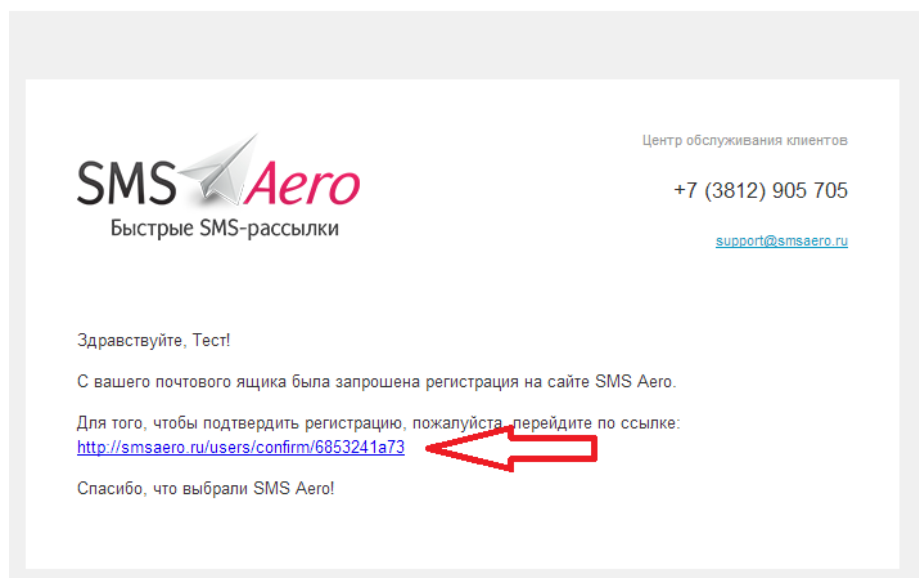 SMS Aero
Быстрые SMS-рассылки
Центр обслуживания клиентов
+7 (3812) 905 705
support@smsaero.ru
Здравствуйте, Тест!
С вашего почтового ящика была запрошена регистрация на сайте SMS Aero.
Для того, чтобы подтвердить регистрацию, пожалуйста, перейдите по ссылке:
http://smsaero.ru/users/confirm/6853241a73
Спасибо, что выбрали SMS Aero!